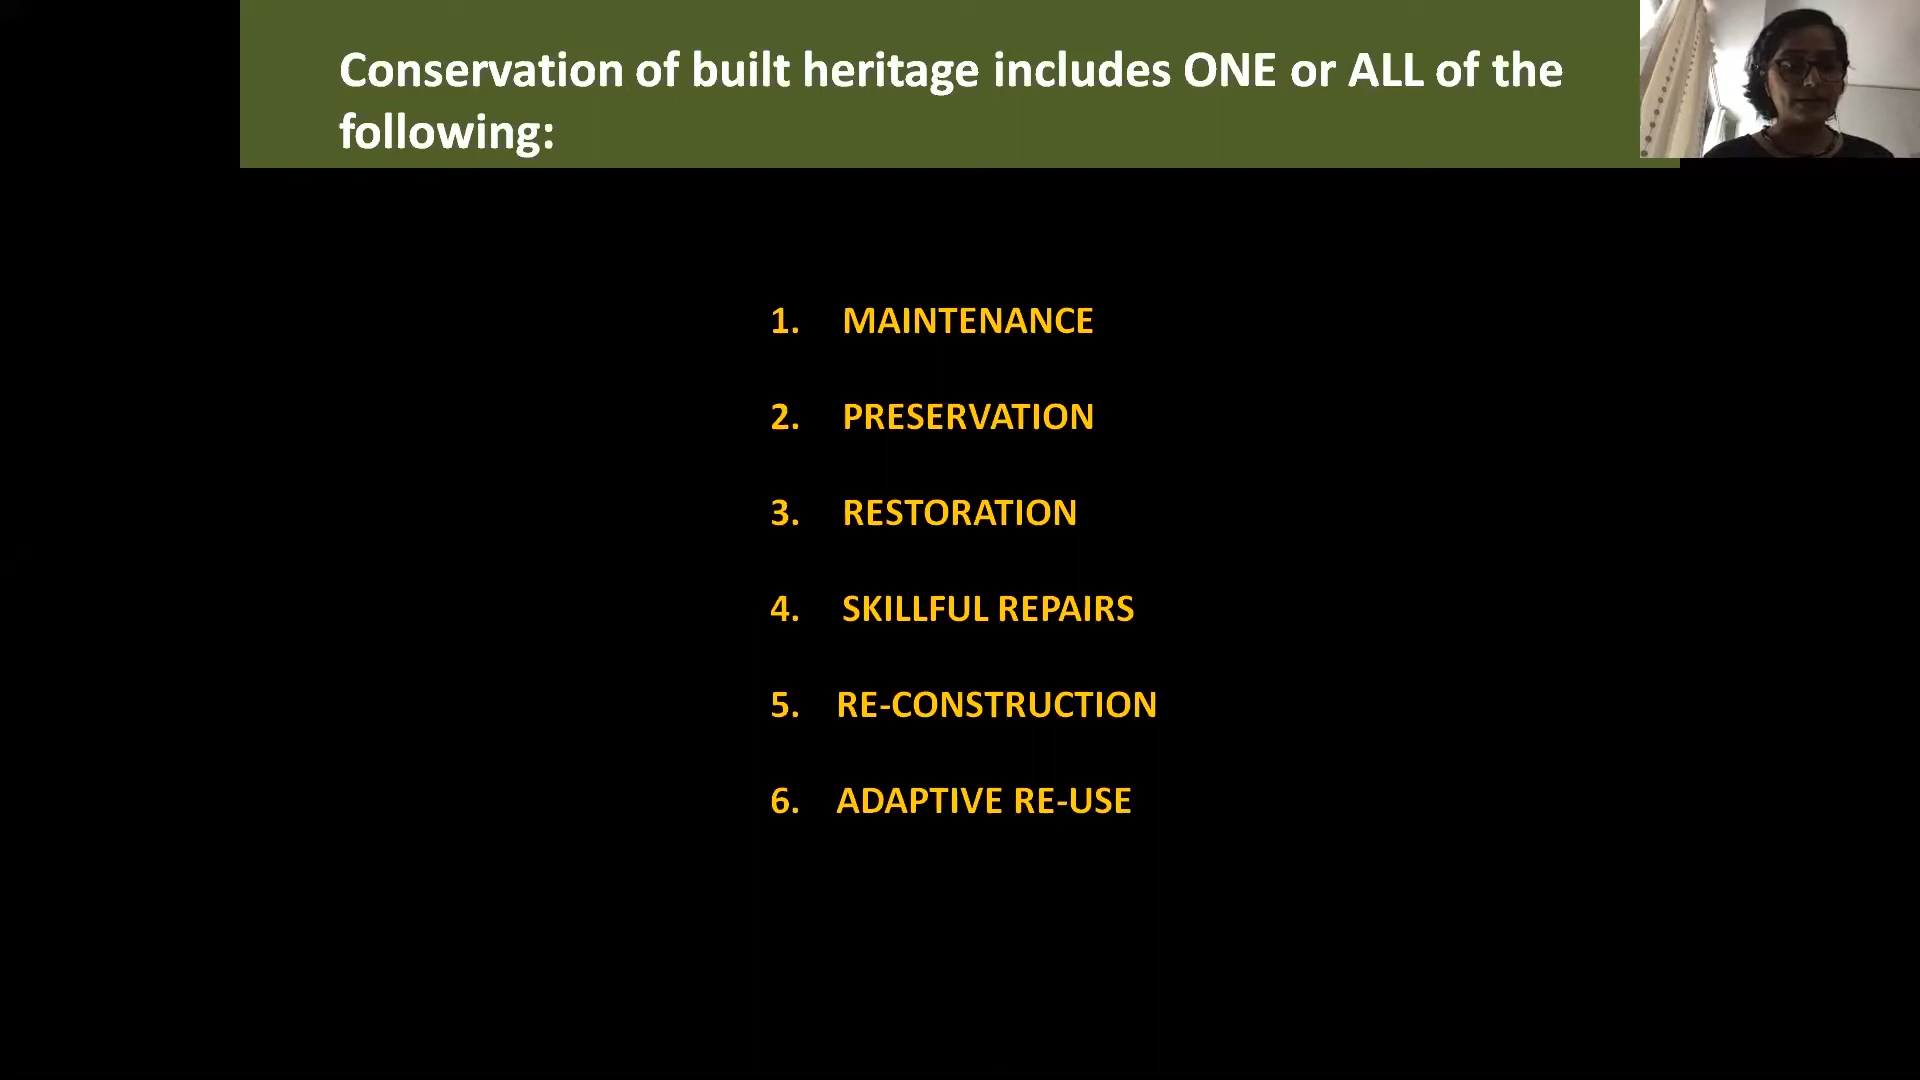 Conservation of built heritage includes ONE or ALL of the
following:
1. MAINTENANCE
2. PRESERVATION
3. RESTORATION
4. SKILLFUL REPAIRS
5. RE-CONSTRUCTION
6. ADAPTIVE RE-USE